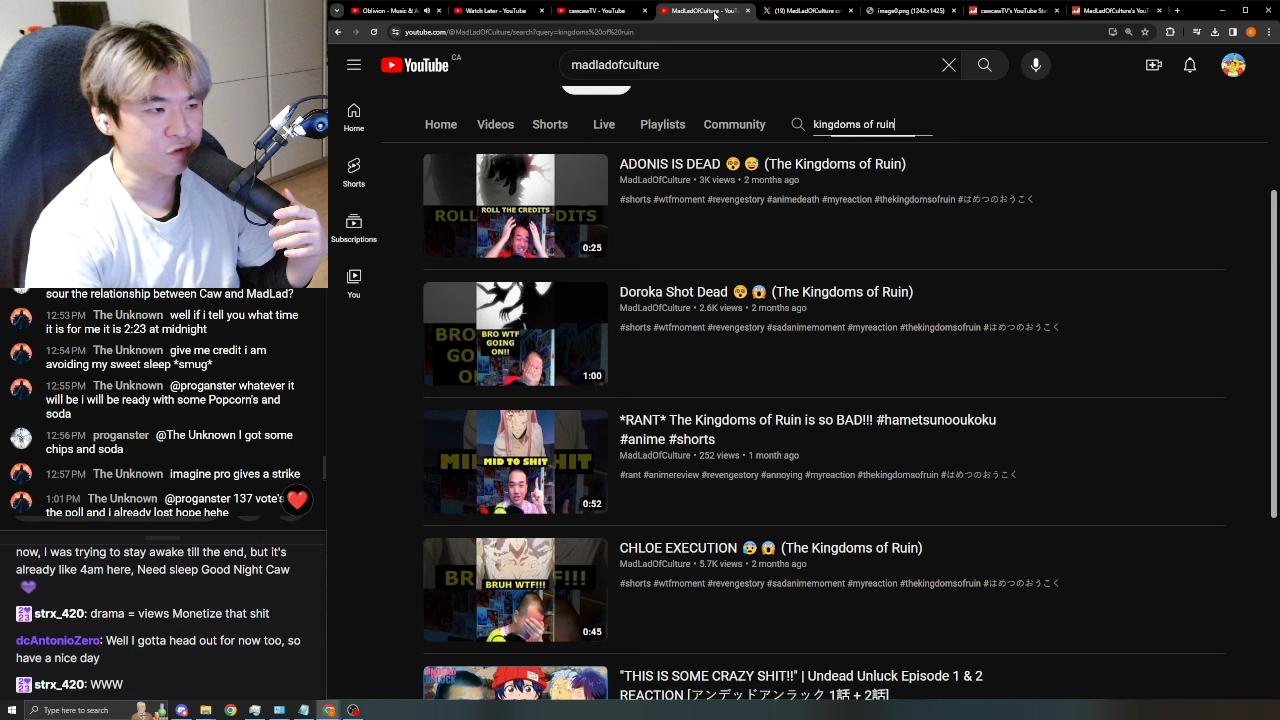 Oblivion - Music & A
Watch Later - YouTube
cawcawTV - YouTube
MadLadOfCulture - YouTu
(19) MadLadOfCulture on
image0.png (1242×1425)
cawcawTV's YouTube Sta
MadLadOfCulture's YouT
youtube.com/@MadLadOfCulture/search?query=kingdoms%20of%20ruin
YouTube CA
madladofculture
Home
Videos
Shorts
Live
Playlists
Community
kingdoms of ruin
Home
Shorts
Subscriptions
You
ADONIS IS DEAD 😵 😅 (The Kingdoms of Ruin)
MadLadOfCulture • 3K views • 2 months ago
#shorts #wtfmoment #revengestory #animedeath #myreaction #thekingdomsofruin #はめつのおうこく
ROLL THE CREDITS
0:25
Doroka Shot Dead 😵 😱 (The Kingdoms of Ruin)
MadLadOfCulture • 2.6K views • 2 months ago
#shorts #wtfmoment #revengestory #sadanimemoment #myreaction #thekingdomsofruin #はめつのおうこく
BRO WTF
GOING
ON!!
1:00
*RANT* The Kingdoms of Ruin is so BAD!!! #hametsunooukoku
#anime #shorts
MadLadOfCulture • 252 views • 1 month ago
#rant #animereview #revengestory #annoying #myreaction #thekingdomsofruin #はめつのおうこく
MID TO SHIT
0:52
CHLOE EXECUTION 😰 😱 (The Kingdoms of Ruin)
MadLadOfCulture • 5.7K views • 2 months ago
#shorts #wtfmoment #revengestory #sadanimemoment #myreaction #thekingdomsofruin #はめつのおうこく
BRUH WTF!!!
0:45
"THIS IS SOME CRAZY SHIT!!" | Undead Unluck Episode 1 & 2
REACTION [アンデッドアンラック 1話 + 2話]
sour the relationship between Caw and MadLad?
12:53 PM The Unknown well if i tell you what time
it is for me it is 2:23 at midnight
12:54 PM The Unknown give me credit i am
avoiding my sweet sleep *smug*
12:55 PM The Unknown @proganster whatever it
will be i will be ready with some Popcorn's and
soda
12:56 PM proganster @The Unknown I got some
chips and soda
12:57 PM The Unknown imagine pro gives a strike
1:01 PM The Unknown @proganster 137 vote's
the poll and i already lost hope hehe
now, I was trying to stay awake till the end, but it's
already like 4am here, Need sleep Good Night Caw
💜
strx_420: drama = views Monetize that shit
dcAntonioZero: Well I gotta head out for now too, so
have a nice day
strx_420: WWW
Type here to search